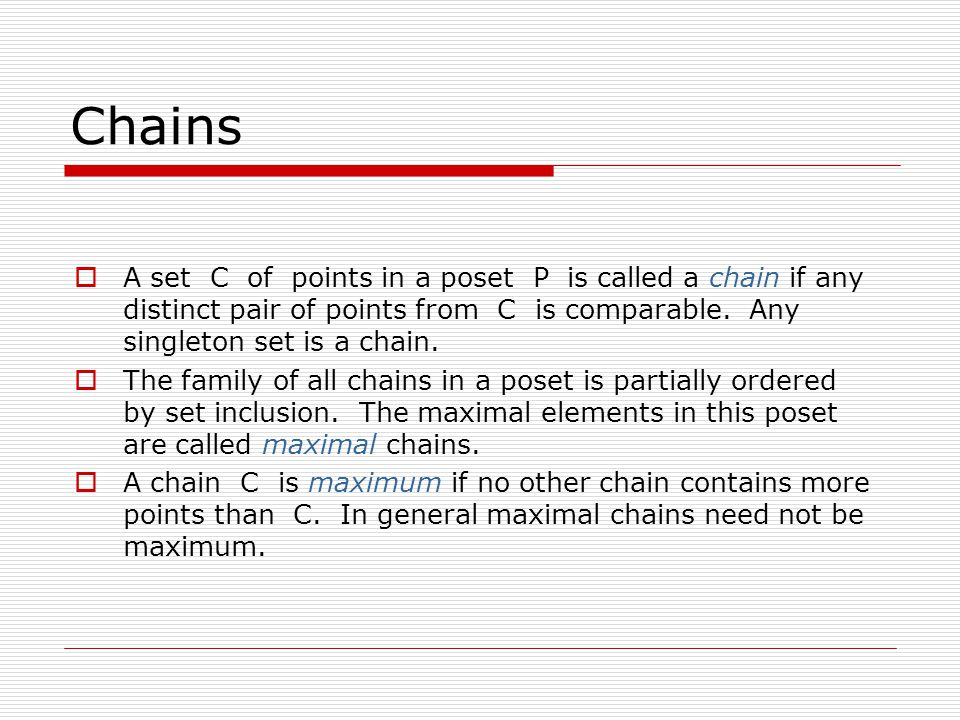 Chains
A set C of points in a poset P is called a chain if any
distinct pair of points from C is comparable. Any
singleton set is a chain.
The family of all chains in a poset is partially ordered
by set inclusion. The maximal elements in this poset
are called maximal chains.
A chain C is maximum if no other chain contains more
points than C. In general maximal chains need not be
maximum.